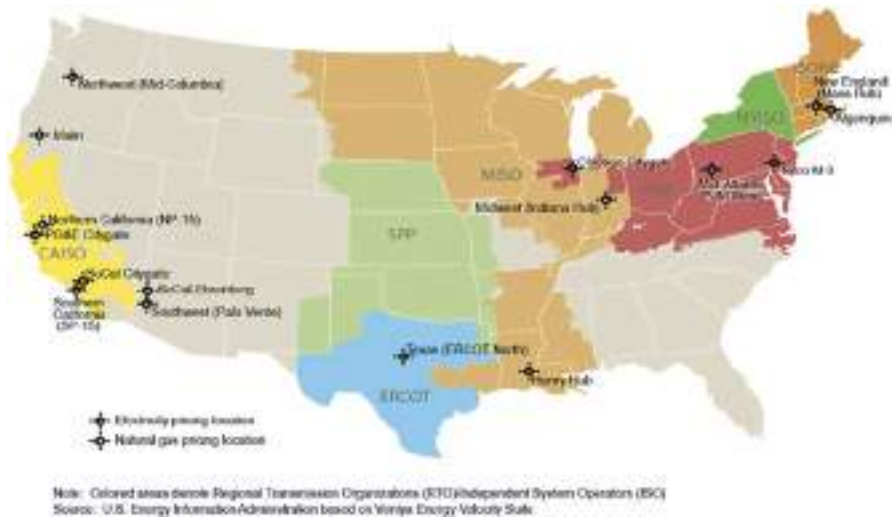 ISONE
New England
(Mass Hub)
Algonquin
Northwest (Mid-Columbia)
NYISO
Malin
Chicago Citygate
MISO
Midwest (Indiana Hub)
Northern California (NP-15)
PG&E Citygate
CAISO
SPP
SoCal Citygate
SoCal Ehrenberg
Southern
California
(SP-15)
Southwest (Palo Verde)
Texas (ERCOT North)
Henry Hub
ERCOT
Electricity pricing location
Natural gas pricing location
Note: Colored areas denote Regional Transmission Organizations (RTO)/Independent System Operators (ISO)
Source: U.S. Energy Information Administration based on Ventyx Energy Velocity Suite